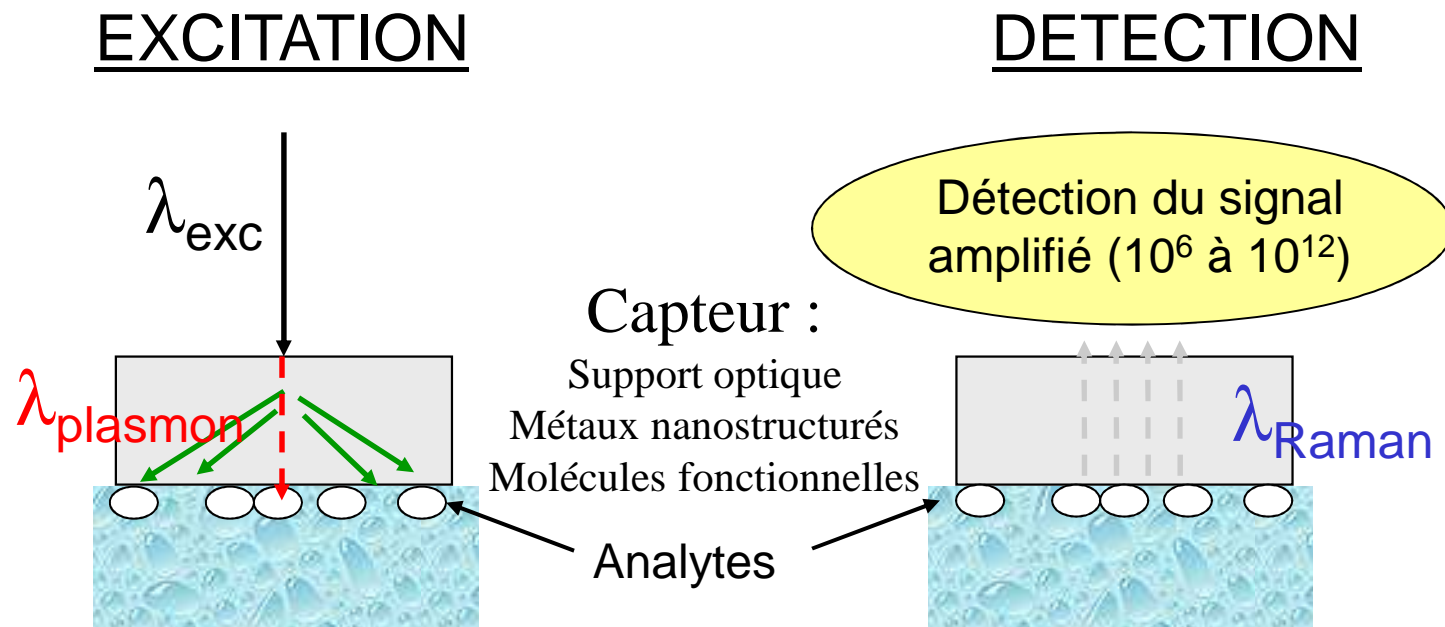 EXCITATION
λexc
λplasmon
Capteur :
Support optique
Métaux nanostructurés
Molécules fonctionnelles
Analytes
DETECTION
Détection du signal
amplifié (10⁶ à 10¹²)
λRaman